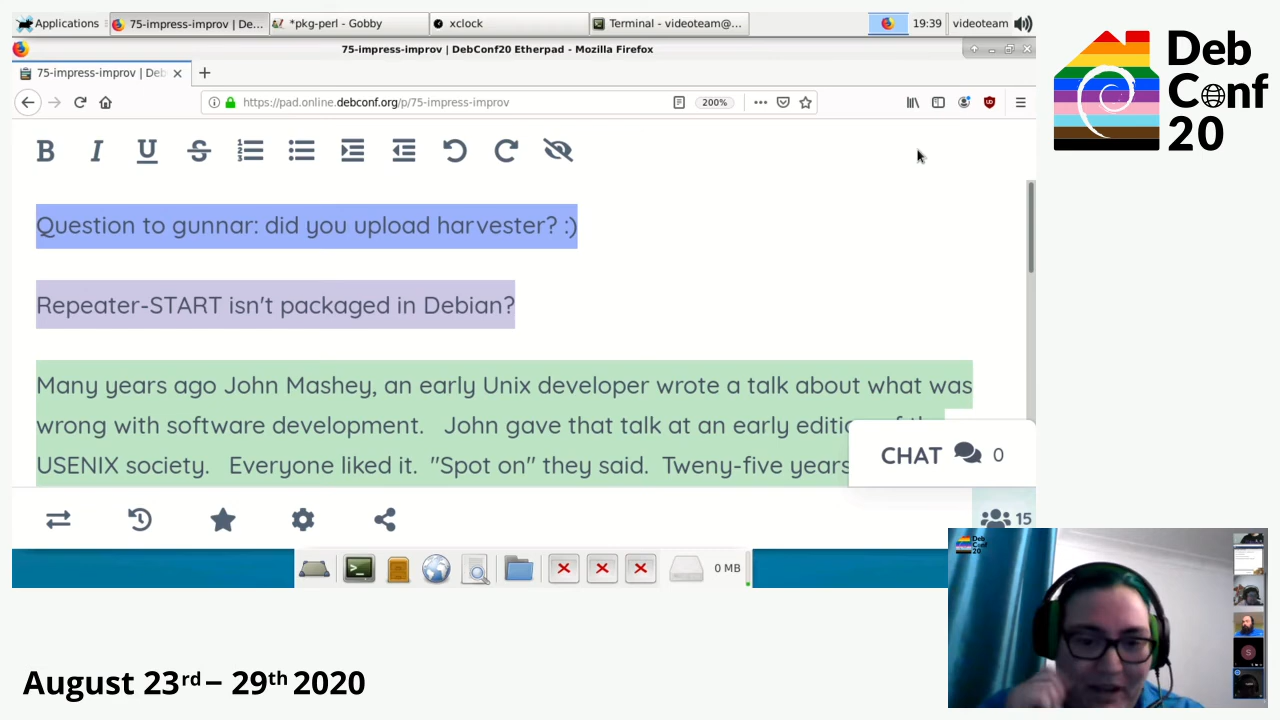 Applications
75-impress-improv | De...
*pkg-perl - Gobby
xclock
Terminal - videoteam@...
19:39
videoteam
75-impress-improv | DebConf20 Etherpad - Mozilla Firefox
75-impress-improv | Deb
https://pad.online.debconf.org/p/75-impress-improv
200%
B I U S
Question to gunnar: did you upload harvester? :)
Repeater-START isn't packaged in Debian?
Many years ago John Mashey, an early Unix developer wrote a talk about what was
wrong with software development. John gave that talk at an early
USENIX society. Everyone liked it. "Spot on" they said. Tweny-five years
CHAT 0
15
0 MB
Deb
Conf
20
Deb
Conf
20
August 23rd – 29th 2020